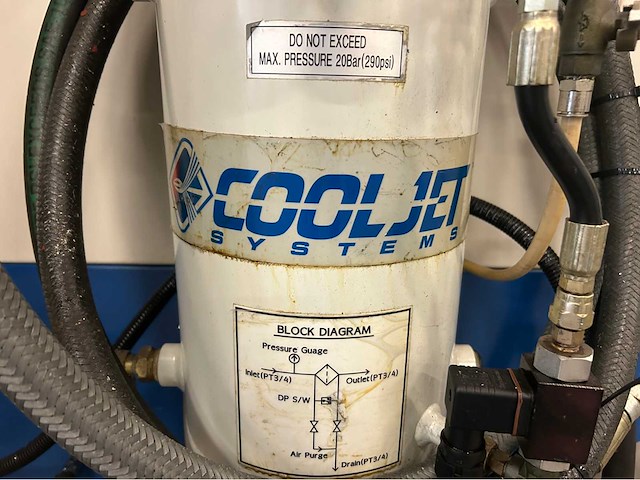 DO NOT EXCEED
MAX. PRESSURE 20Bar(290psi)
COOLJET
SYSTEMS
BLOCK DIAGRAM
Pressure Guage
Inlet(PT3/4)
Outlet(PT3/4)
DP S/W
Air Purge
Drain(PT3/4)